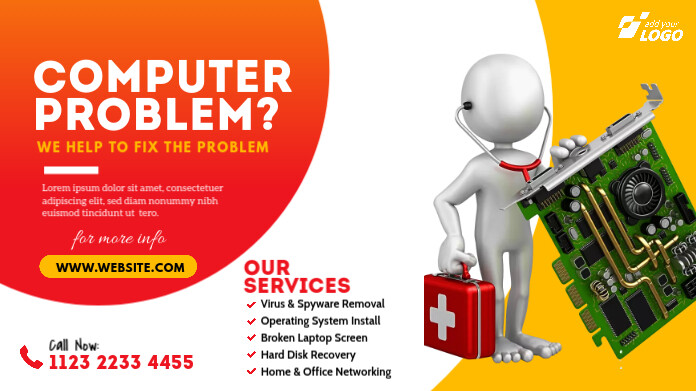 add your
LOGO
COMPUTER
PROBLEM?
WE HELP TO FIX THE PROBLEM
Lorem ipsum dolor sit amet, consectetuer
adipiscing elit, sed diam nonummy nibh
euismod tincidunt ut  tero.
for more info
WWW.WEBSITE.COM
OUR
SERVICES
Virus & Spyware Removal
Operating System Install
Broken Laptop Screen
Hard Disk Recovery
Home & Office Networking
Call Now:
1123 2233 4455